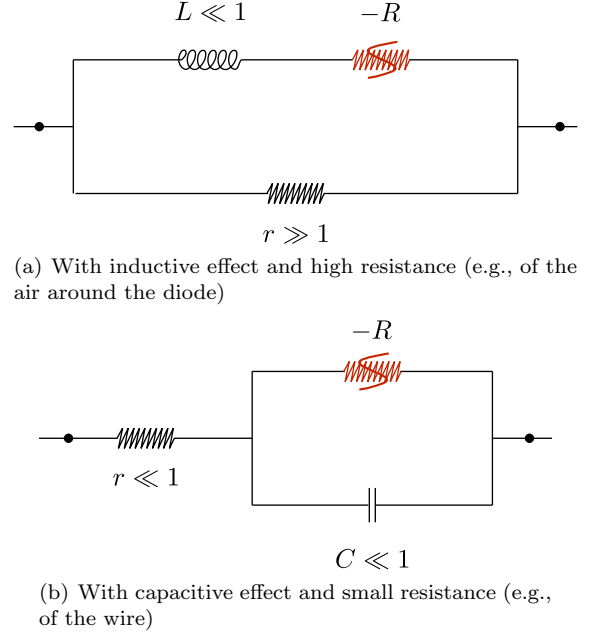 L ≪ 1
−R
r ≫ 1
(a) With inductive effect and high resistance (e.g., of the
air around the diode)
−R
r ≪ 1
C ≪ 1
(b) With capacitive effect and small resistance (e.g.,
of the wire)